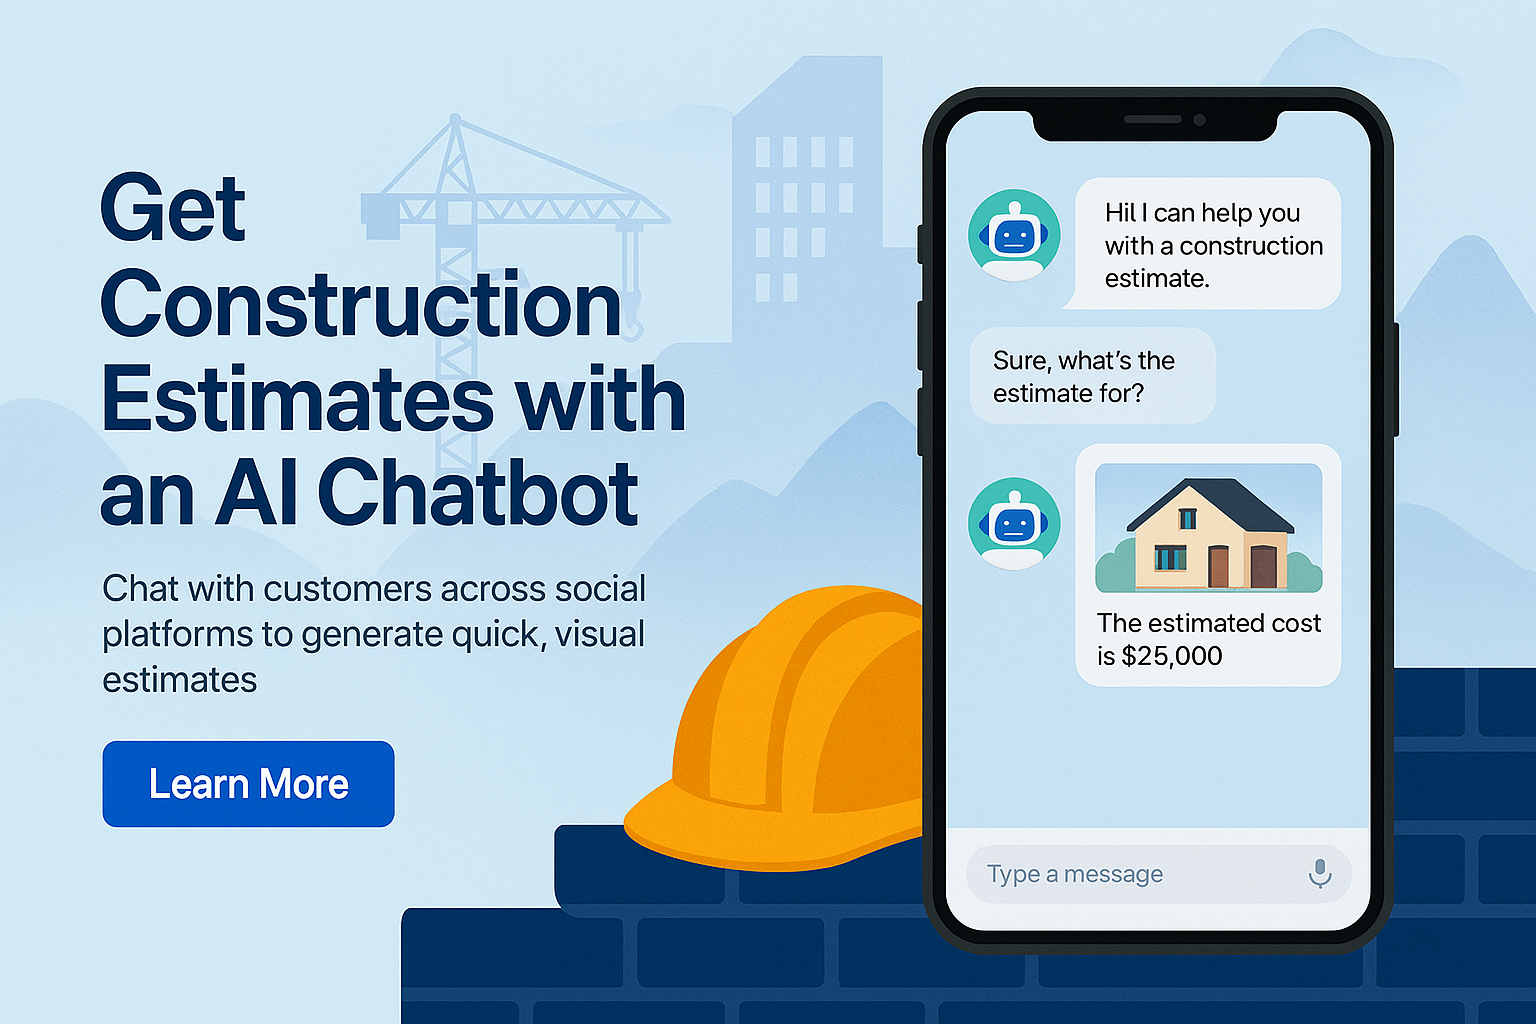 Get
Construction
Estimates with
an AI Chatbot
Chat with customers across social
platforms to generate quick, visual
estimates
Learn More
Hil I can help you
with a construction
estimate.
Sure, what's the
estimate for?
The estimated cost
is $25,000
Type a message